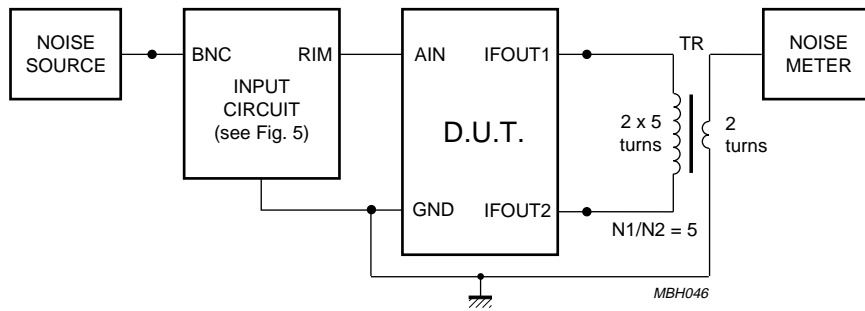 NOISE
SOURCE
BNC
RIM
INPUT
CIRCUIT
(see Fig. 5)
AIN
IFOUT1
D.U.T.
GND
IFOUT2
TR
2 x 5
turns
2
turns
N1/N2 = 5
NOISE
METER
MBH046